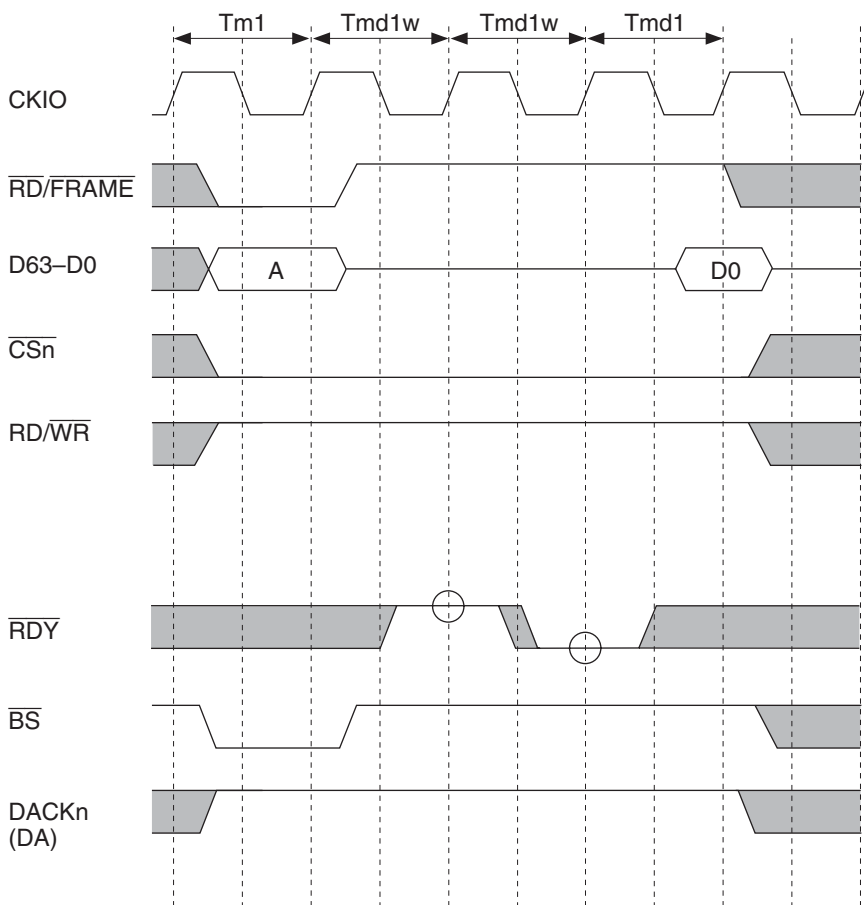 Tm1 Tmd1w Tmd1w Tmd1
CKIO
RD/FRAME
D63–D0 A D0
CSn
RD/WR
RDY
BS
DACKn
(DA)